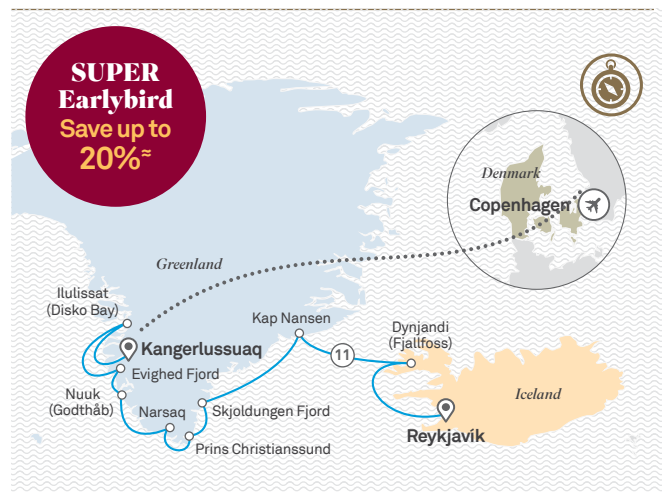 SUPER
Earlybird
Save up to
20%≈
Denmark
Copenhagen
Greenland
Ilulissat
(Disko Bay)
Kap Nansen
Dynjandi
(Fjallfoss)
Kangerlussuaq
11
Evighed Fjord
Nuuk
(Godthåb)
Narsaq
Skjoldungen Fjord
Iceland
Reykjavík
Prins Christianssund